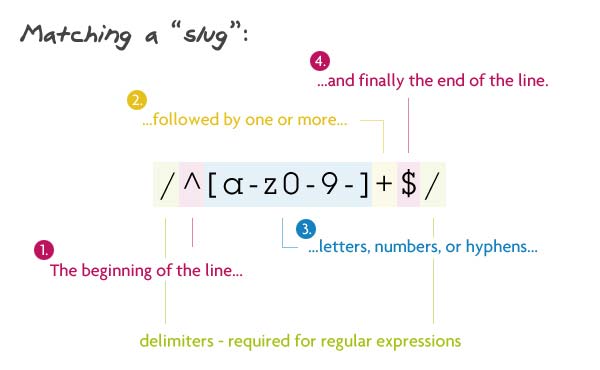 Matching a “slug”:
4.
...and finally the end of the line.
2.
...followed by one or more...
/^[a-z0-9-]+$/
3.
...letters, numbers, or hyphens...
1.
The beginning of the line...
delimiters - required for regular expressions